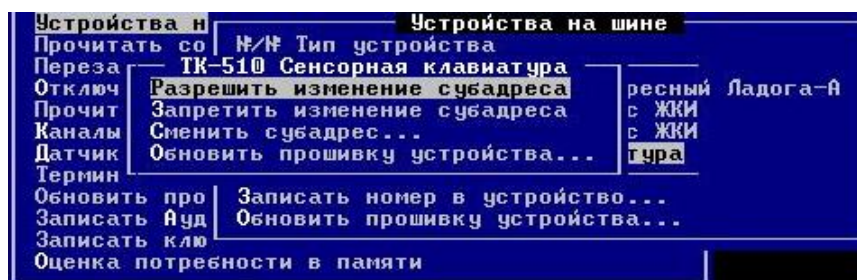 Устройства н Устройства на шине
Прочитать со №/№ Тип устройства
Переза ТК-510 Сенсорная клавиатура
Отключ Разрешить изменение субадреса ресный Ладога-А
Прочит Запретить изменение субадреса с ЖКИ
Каналы Сменить субадрес... с ЖКИ
Датчик Обновить прошивку устройства... тура
Термин
Обновить про Записать номер в устройство...
Записать Ауд Обновить прошивку устройства...
Записать клю
Оценка потребности в памяти